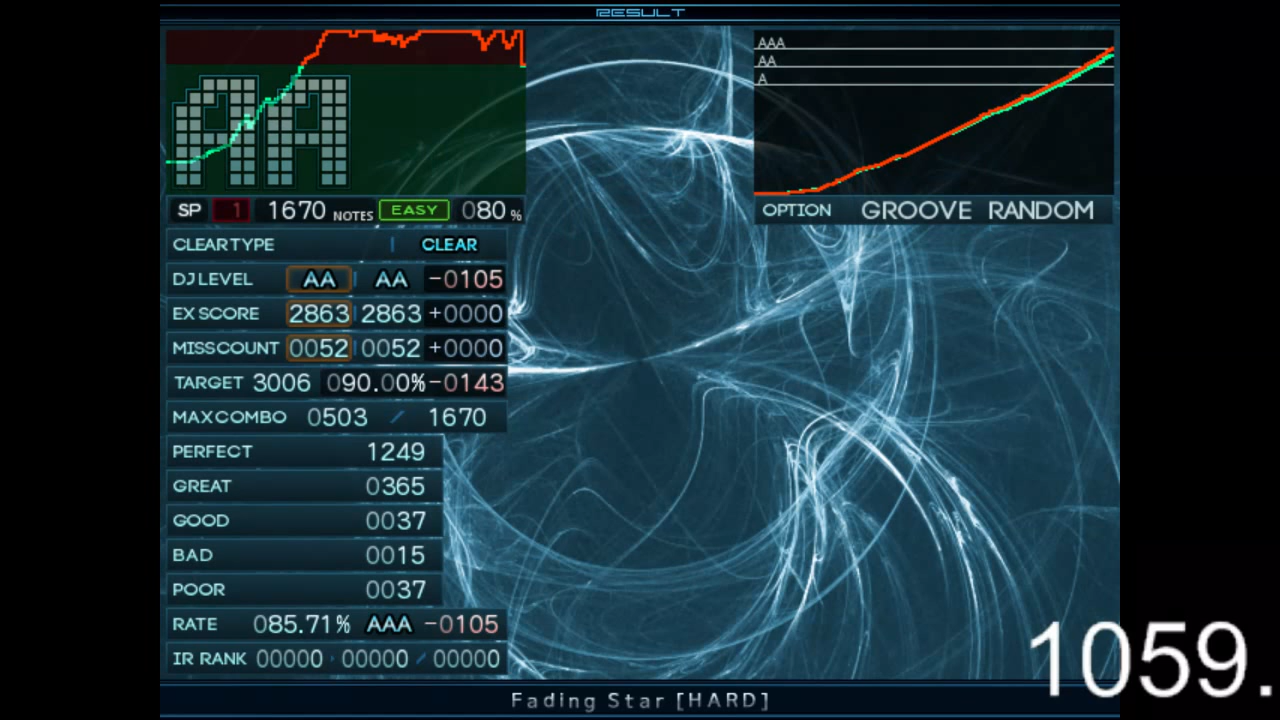 RESULT
AAA
AA
A
AA
SP 1 1670 NOTES EASY 080 %
OPTION GROOVE RANDOM
CLEARTYPE CLEAR
DJ LEVEL AA AA -0105
EX SCORE 2863 2863 +0000
MISSCOUNT 0052 0052 +0000
TARGET 3006 090.00% -0143
MAXCOMBO 0503 / 1670
PERFECT 1249
GREAT 0365
GOOD 0037
BAD 0015
POOR 0037
RATE 085.71% AAA -0105
IR RANK 00000 00000 / 00000
1059.
Fading Star [HARD]